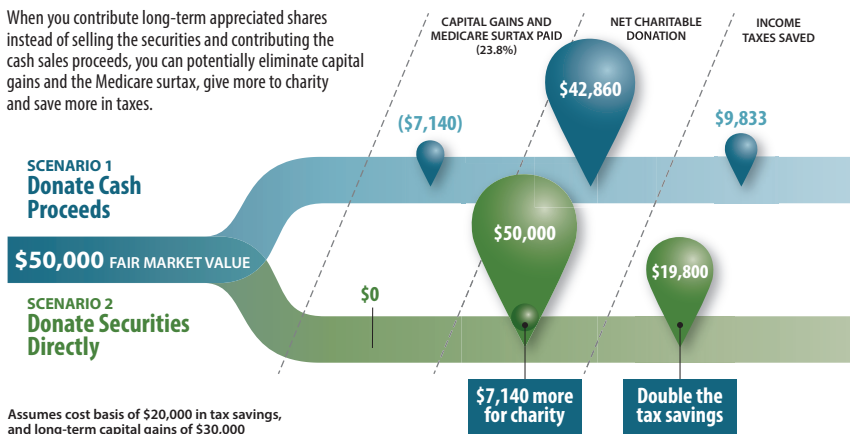 When you contribute long-term appreciated shares
instead of selling the securities and contributing the
cash sales proceeds, you can potentially eliminate capital
gains and the Medicare surtax, give more to charity
and save more in taxes.
CAPITAL GAINS AND
MEDICARE SURTAX PAID
(23.8%)
NET CHARITABLE
DONATION
INCOME
TAXES SAVED
SCENARIO 1
Donate Cash
Proceeds
($7,140)
$42,860
$9,833
$50,000 FAIR MARKET VALUE
SCENARIO 2
Donate Securities
Directly
$0
$50,000
$19,800
$7,140 more
for charity
Double the
tax savings
Assumes cost basis of $20,000 in tax savings,
and long-term capital gains of $30,000